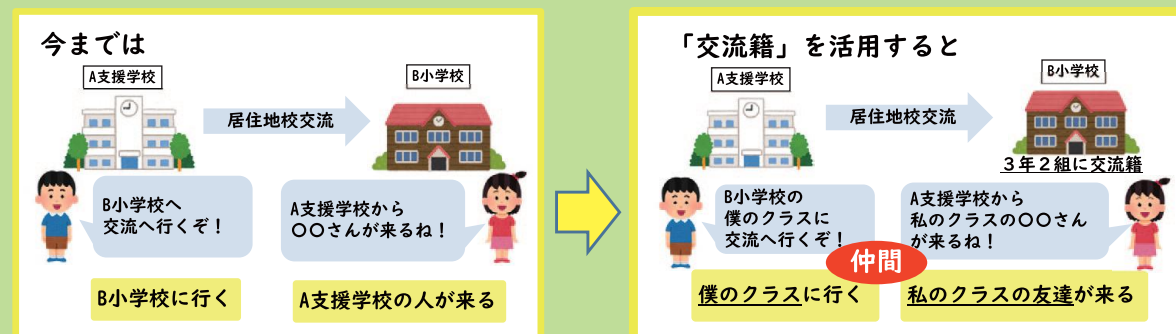 今までは
A支援学校
B小学校
居住地校交流
B小学校へ
交流へ行くぞ!
A支援学校から
〇〇さんが来るね!
B小学校に行く
A支援学校の人が来る
「交流籍」を活用すると
A支援学校
B小学校
居住地校交流
3年2組に交流籍
B小学校の
僕のクラスに
交流へ行くぞ!
A支援学校から
私のクラスの〇〇さん
が来るね!
仲間
僕のクラスに行く
私のクラスの友達が来る